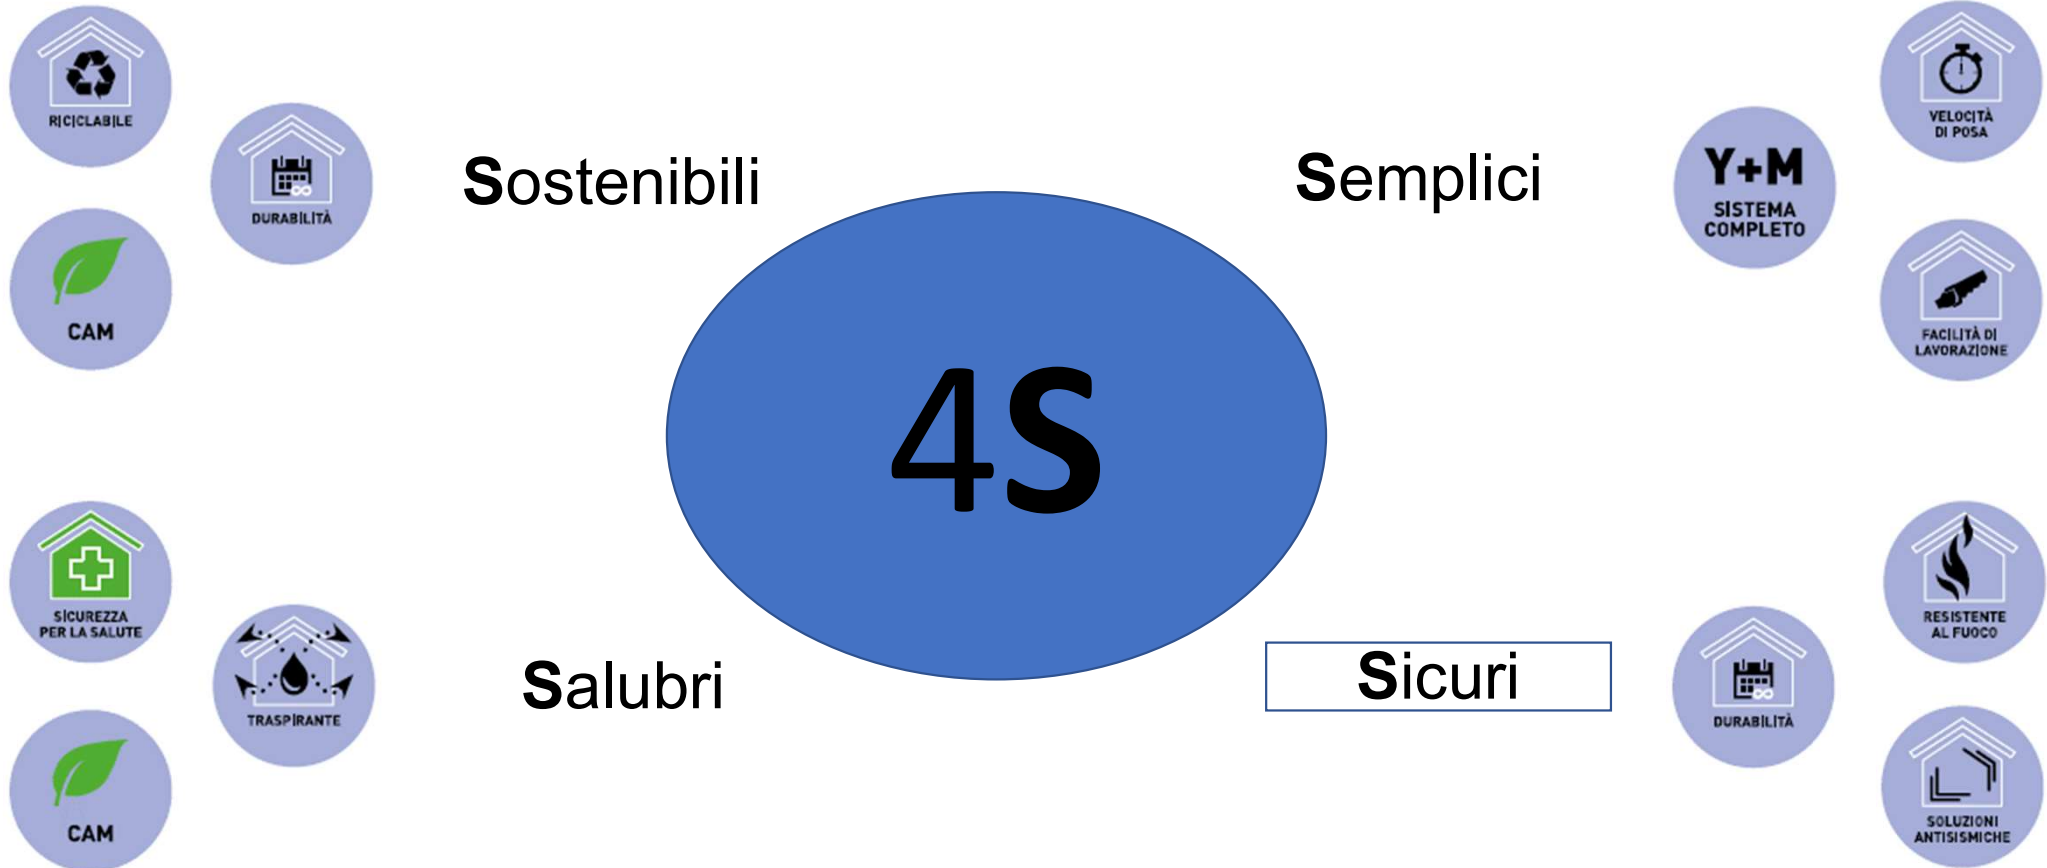 RICICLABILE
DURABILITÀ
CAM
Sostenibili
Semplici
Y+M
SISTEMA
COMPLETO
VELOCITÀ
DI POSA
FACILITÀ DI
LAVORAZIONE
4S
SICUREZZA
PER LA SALUTE
TRASPIRANTE
CAM
Salubri
Sicuri
DURABILITÀ
RESISTENTE
AL FUOCO
SOLUZIONI
ANTISISMICHE